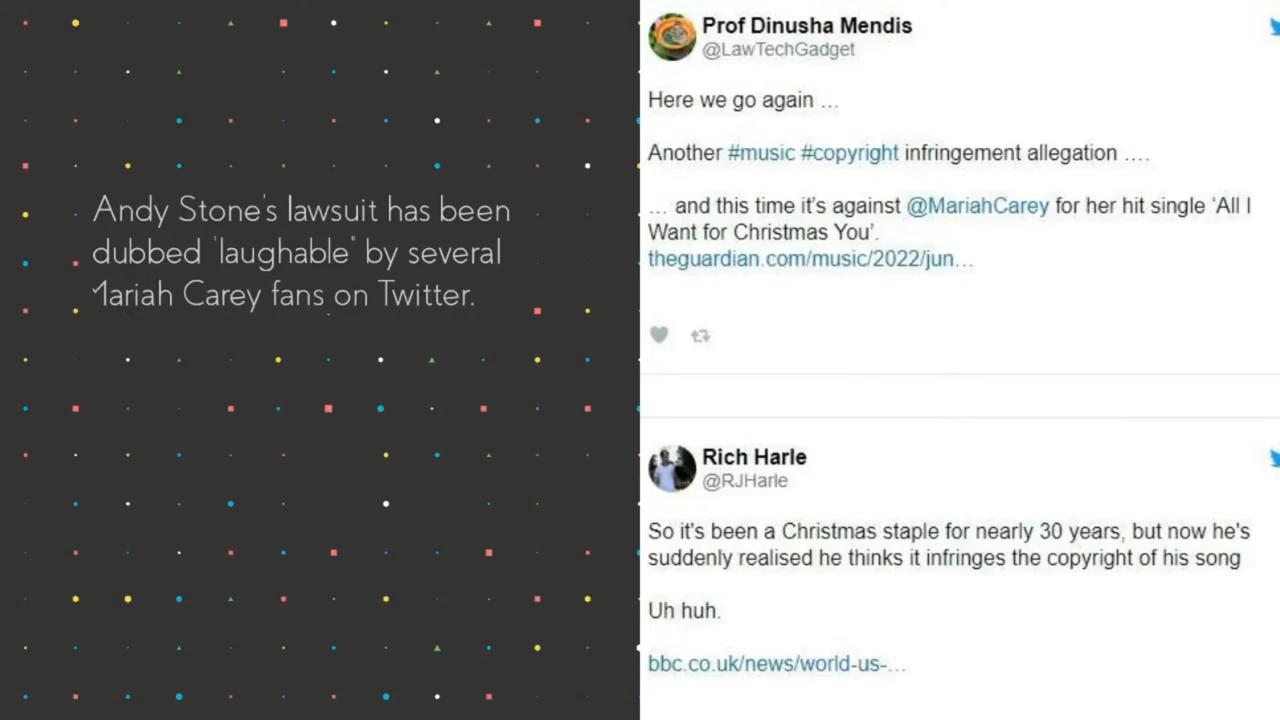 Andy Stone's lawsuit has been
dubbed 'laughable" by several
Mariah Carey fans on Twitter.
Prof Dinusha Mendis
@LawTechGadget
Here we go again ...
Another #music #copyright infringement allegation ....
... and this time it's against @MariahCarey for her hit single ‘All I
Want for Christmas You’.
theguardian.com/music/2022/jun...
Rich Harle
@RJHarle
So it's been a Christmas staple for nearly 30 years, but now he's
suddenly realised he thinks it infringes the copyright of his song
Uh huh.
bbc.co.uk/news/world-us-...